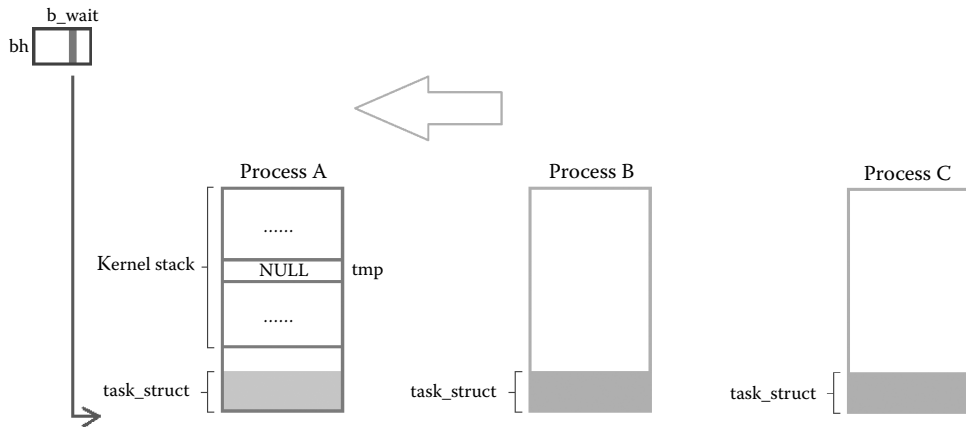 b_wait
bh
Process A
Process B
Process C
......
Kernel stack
NULL
tmp
......
task_struct
task_struct
task_struct